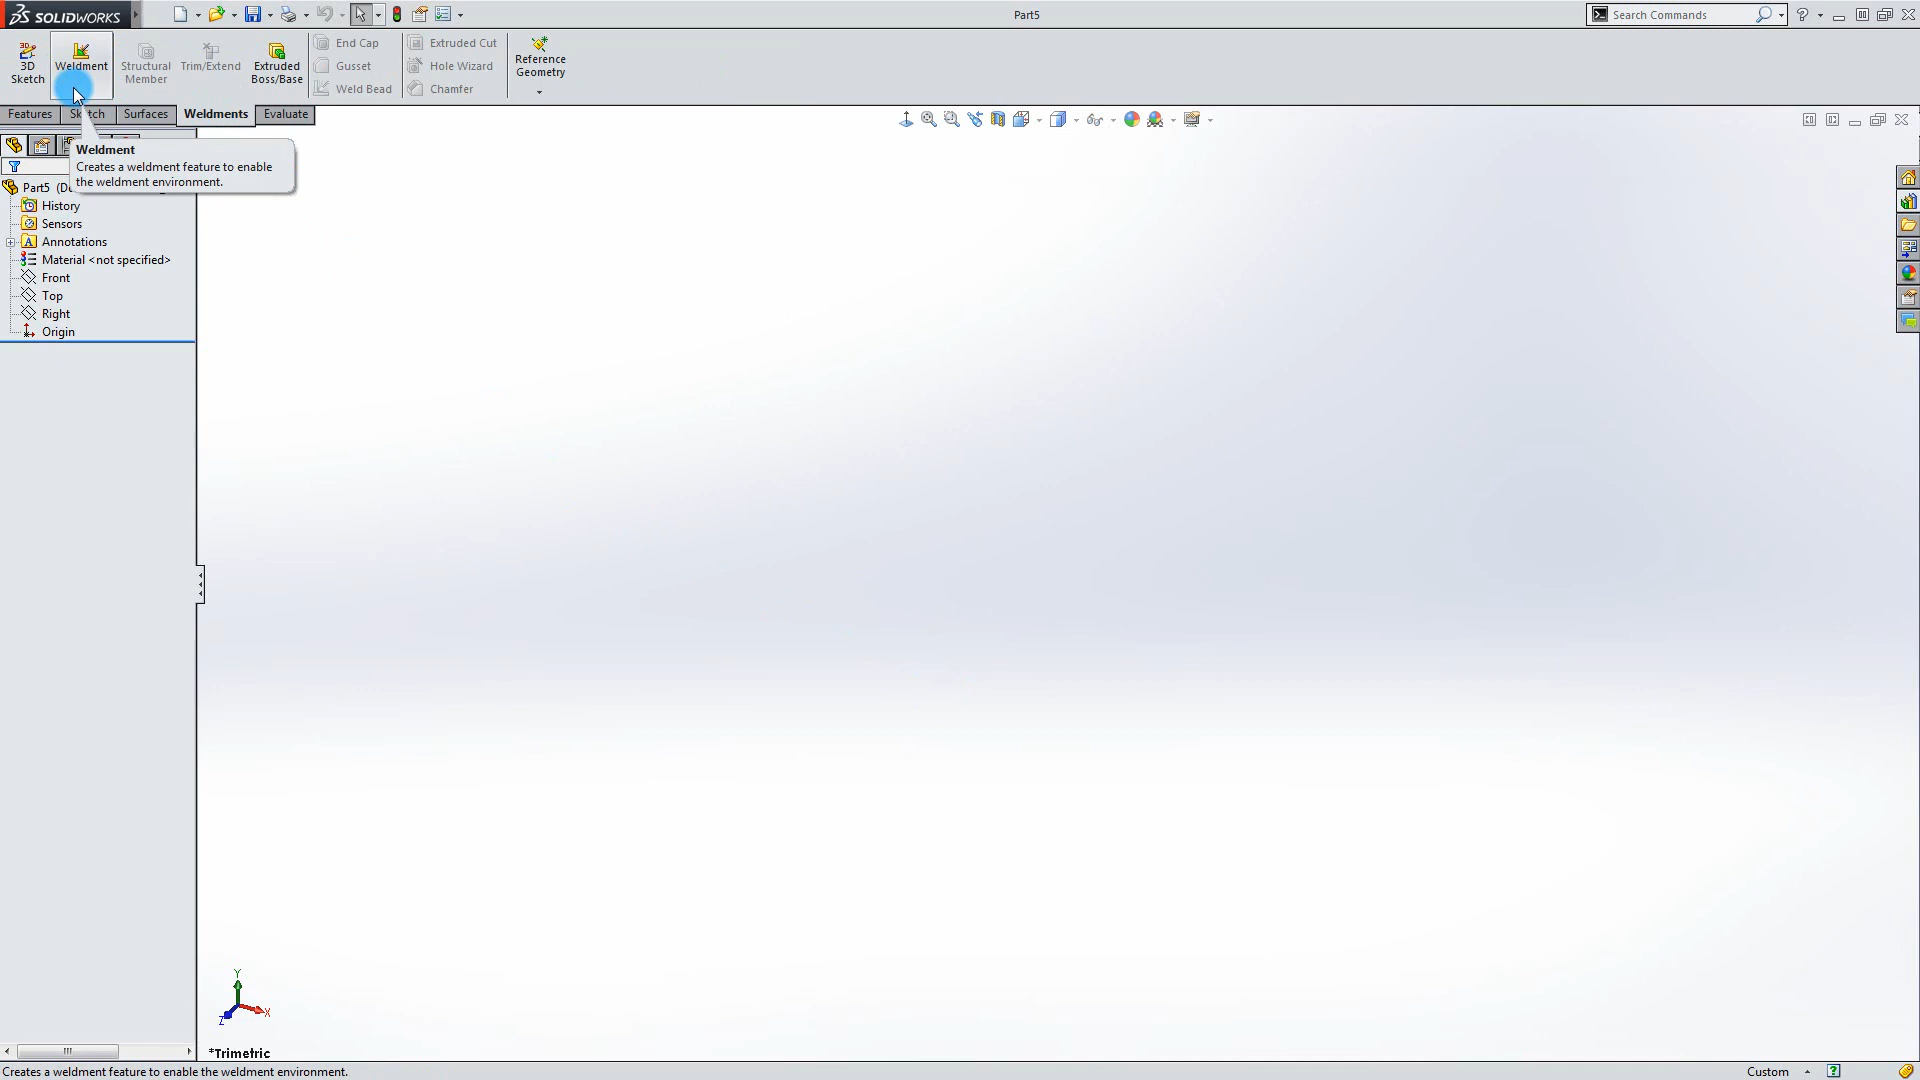 SOLIDWORKS
Part5
Search Commands
3D Sketch
Weldment
Structural Member
Trim/Extend
Extruded Boss/Base
End Cap
Gusset
Weld Bead
Extruded Cut
Hole Wizard
Chamfer
Reference Geometry
Features
Sketch
Surfaces
Weldments
Evaluate
Weldment
Creates a weldment feature to enable
the weldment environment.
Part5 (D
History
Sensors
Annotations
Material <not specified>
Front
Top
Right
Origin
Y
X
Z
*Trimetric
Creates a weldment feature to enable the weldment environment.
Custom